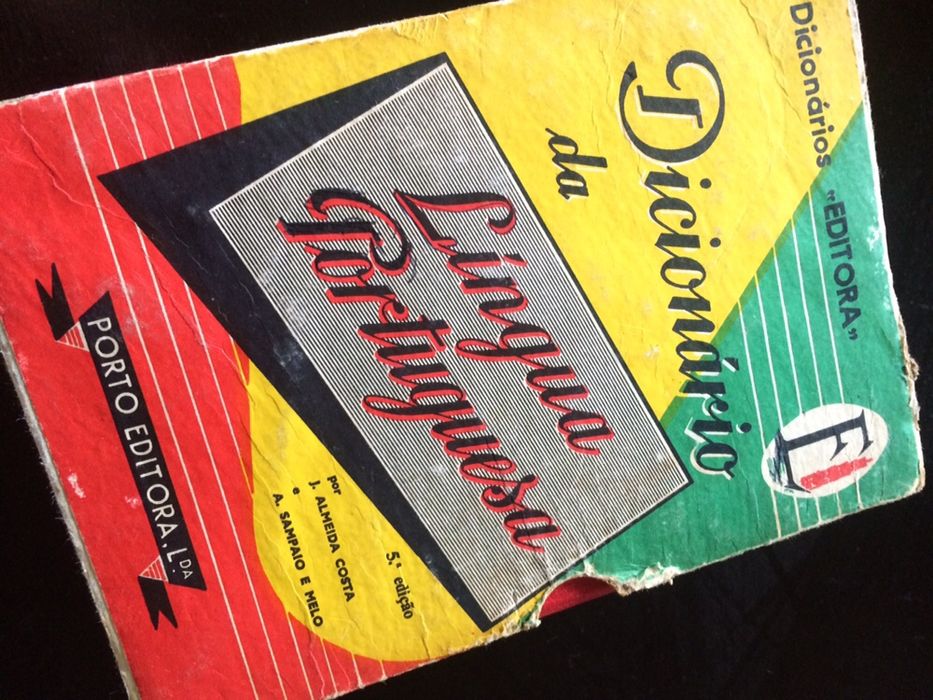 Dicionários "EDITORA"
E
Dicionário
da
Língua
Portuguesa
5.ª edição
por
J. ALMEIDA COSTA
e
A. SAMPAIO E MELO
PORTO EDITORA, L.DA